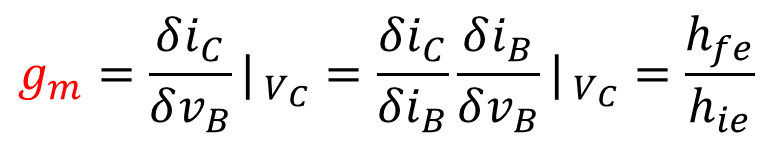 g_m = δi_C/δv_B | V_C = δi_C/δi_B δi_B/δv_B | V_C = h_fe/h_ie